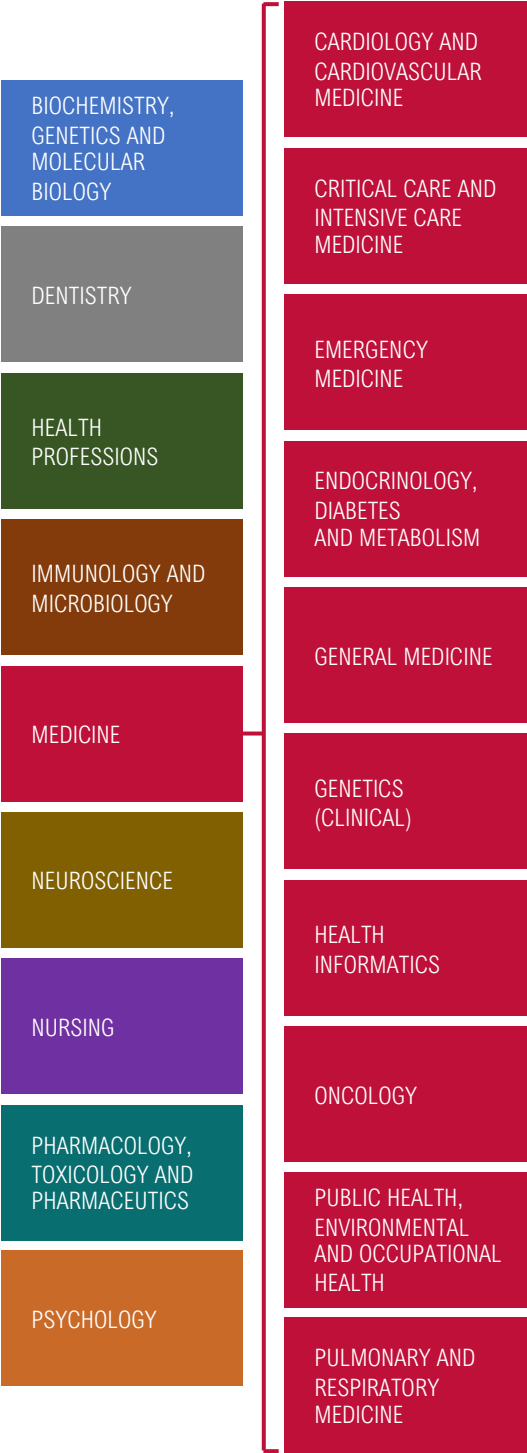 BIOCHEMISTRY,
GENETICS AND
MOLECULAR
BIOLOGY
DENTISTRY
HEALTH
PROFESSIONS
IMMUNOLOGY AND
MICROBIOLOGY
MEDICINE
NEUROSCIENCE
NURSING
PHARMACOLOGY,
TOXICOLOGY AND
PHARMACEUTICS
PSYCHOLOGY
CARDIOLOGY AND
CARDIOVASCULAR
MEDICINE
CRITICAL CARE AND
INTENSIVE CARE
MEDICINE
EMERGENCY
MEDICINE
ENDOCRINOLOGY,
DIABETES
AND METABOLISM
GENERAL MEDICINE
GENETICS
(CLINICAL)
HEALTH
INFORMATICS
ONCOLOGY
PUBLIC HEALTH,
ENVIRONMENTAL
AND OCCUPATIONAL
HEALTH
PULMONARY AND
RESPIRATORY
MEDICINE